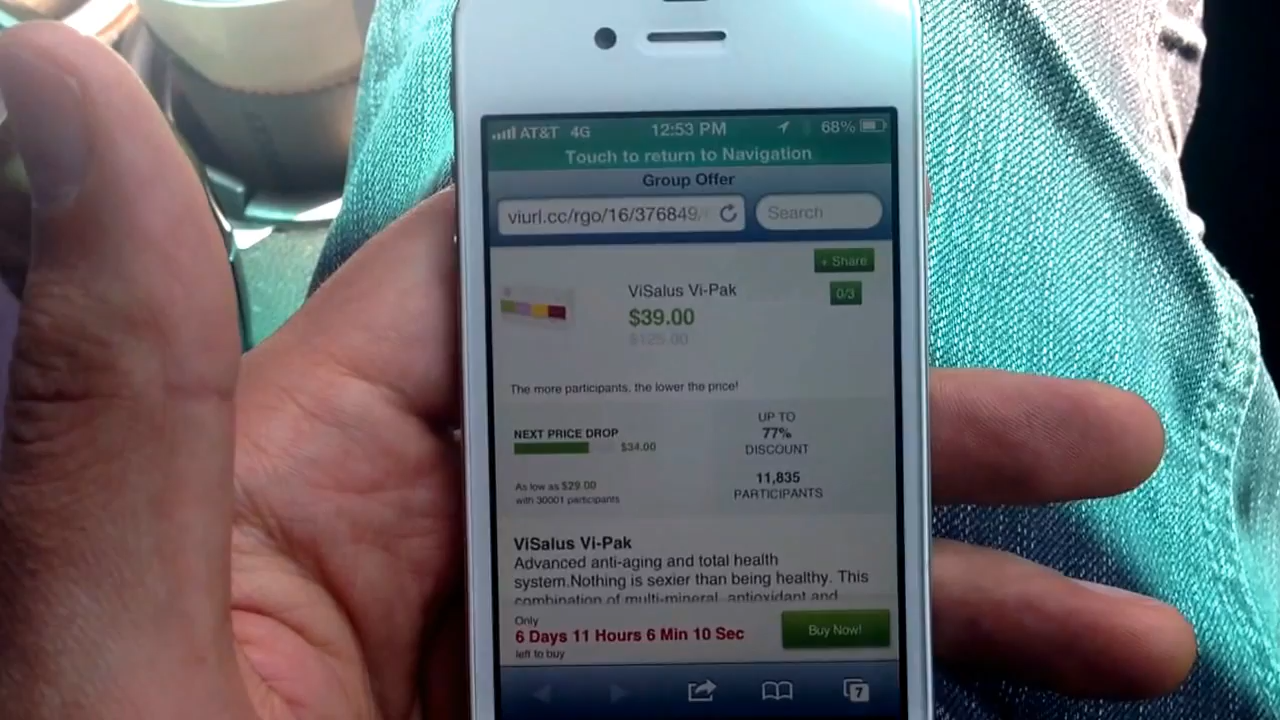 AT&T 4G 12:53 PM 68%
Touch to return to Navigation
Group Offer
viurl.cc/rgo/16/376849/ Search
+ Share
ViSalus Vi-Pak
0/3
$39.00
$125.00
The more participants, the lower the price!
NEXT PRICE DROP
$34.00
As low as $29.00
with 30001 participants
UP TO
77%
DISCOUNT
11,835
PARTICIPANTS
ViSalus Vi-Pak
Advanced anti-aging and total health
system.Nothing is sexier than being healthy. This
combination of multi-mineral, antioxidant and
Only
6 Days 11 Hours 6 Min 10 Sec
left to buy
Buy Now!
7